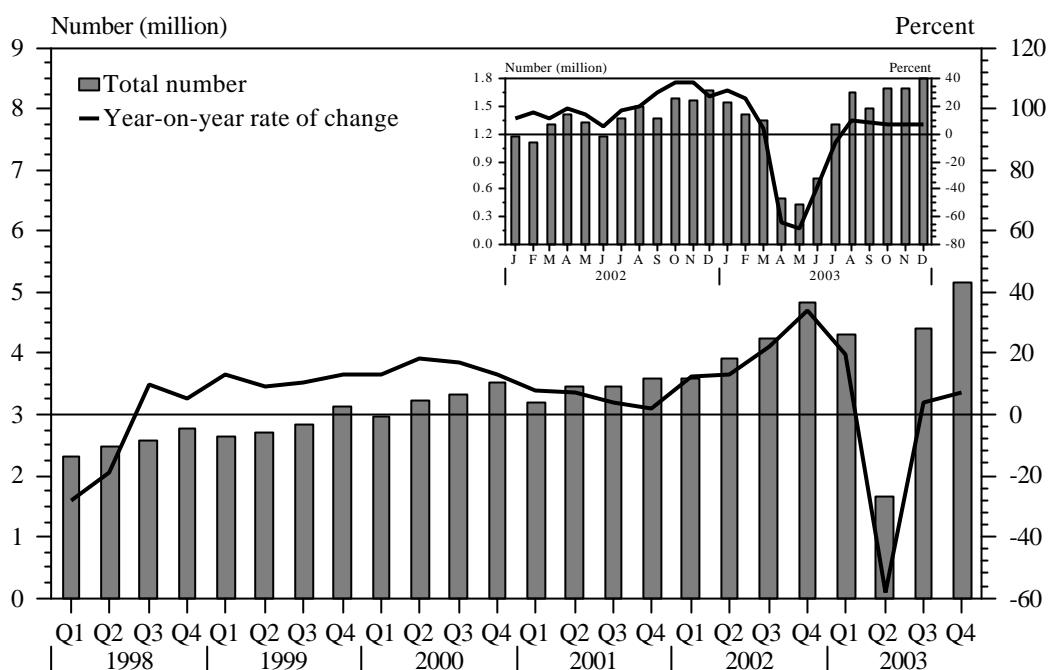 Number (million) Percent
9 120
Total number
Year-on-year rate of change
8 100
7 80
6 60
5 40
4 20
3 0
2 -20
1 -40
0 -60
Number (million) Percent
1.8 40
1.5 20
1.2 0
0.9 -20
0.6 -40
0.3 -60
0.0 -80
J F M A M J J A S O N D J F M A M J J A S O N D
2002 2003
Q1 Q2 Q3 Q4 Q1 Q2 Q3 Q4 Q1 Q2 Q3 Q4 Q1 Q2 Q3 Q4 Q1 Q2 Q3 Q4 Q1 Q2 Q3 Q4
1998 1999 2000 2001 2002 2003